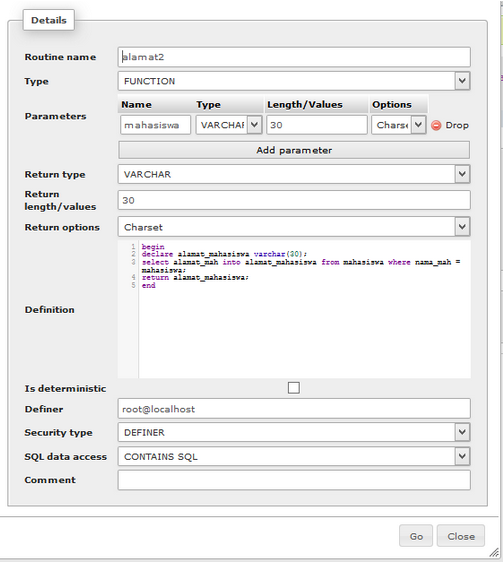 Details
Routine name alamat2
Type FUNCTION
Parameters
Name Type Length/Values Options
mahasiswa VARCHAR 30 Charse Drop
Add parameter
Return type VARCHAR
Return length/values 30
Return options Charset
Definition
1 begin
2 declare alamat_mahasiswa varchar(30);
3 select alamat_mah into alamat_mahasiswa from mahasiswa where nama_mah =
mahasiswa;
4 return alamat_mahasiswa;
5 end
Is deterministic
Definer root@localhost
Security type DEFINER
SQL data access CONTAINS SQL
Comment
Go Close